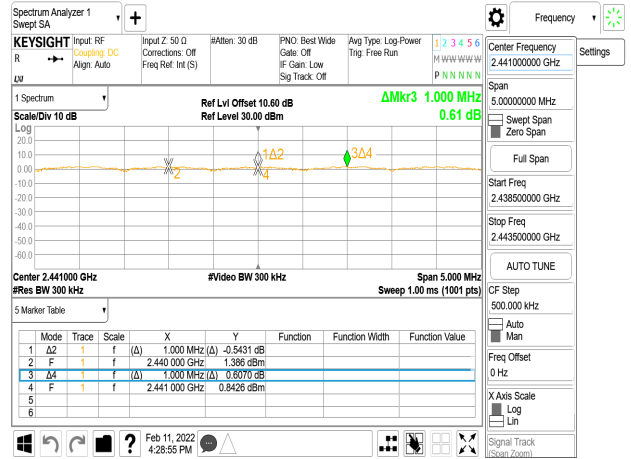 Spectrum Analyzer 1
Swept SA
Frequency
KEYSIGHT
R
Input: RF
Coupling: DC
Align: Auto
Input Z: 50 Ω
Corrections: Off
Freq Ref: Int (S)
#Atten: 30 dB
PNO: Best Wide
Gate: Off
IF Gain: Low
Sig Track: Off
Avg Type: Log-Power
Trig: Free Run
1 2 3 4 5 6
M W W W W W
P N N N N N
1 Spectrum
Scale/Div 10 dB
Ref Lvl Offset 10.60 dB
Ref Level 30.00 dBm
ΔMkr3 1.000 MHz
0.61 dB
Log
20.0
10.0
0.00
-10.0
-20.0
-30.0
-40.0
-50.0
-60.0
1Δ2
3Δ4
2
4
Center 2.441000 GHz
#Res BW 300 kHz
#Video BW 300 kHz
Span 5.000 MHz
Sweep 1.00 ms (1001 pts)
5 Marker Table
Mode Trace Scale X Y Function Function Width Function Value
1 Δ2 1 f (Δ) 1.000 MHz (Δ) -0.5431 dB
2 F 1 f 2.440 000 GHz 1.386 dBm
3 Δ4 1 f (Δ) 1.000 MHz (Δ) 0.6070 dB
4 F 1 f 2.441 000 GHz 0.8426 dBm
5
6
?
Feb 11, 2022
4:28:55 PM
Settings
Center Frequency
2.441000000 GHz
Span
5.00000000 MHz
Swept Span
Zero Span
Full Span
Start Freq
2.438500000 GHz
Stop Freq
2.443500000 GHz
AUTO TUNE
CF Step
500.000 kHz
Auto
Man
Freq Offset
0 Hz
X Axis Scale
Log
Lin
Signal Track
(Span Zoom)